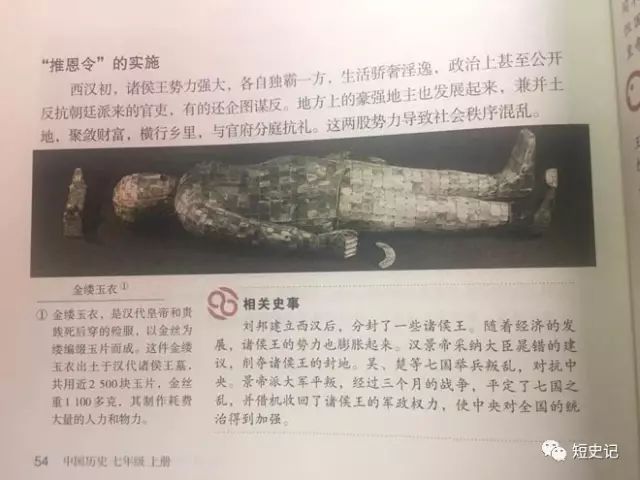 “推恩令”的实施
西汉初，诸侯王势力强大，各自独霸一方，生活骄奢淫逸，政治上甚至公开
反抗朝廷派来的官吏，有的还企图谋反。地方上的豪强地主也发展起来，兼并土
地，聚敛财富，横行乡里，与官府分庭抗礼。这两股势力导致社会秩序混乱。
金缕玉衣①
① 金缕玉衣，是汉代皇帝和贵
族死后穿的殓服，以金丝为
缕编缀玉片而成。这件金缕
玉衣出土于汉代诸侯王墓，
共用近2 500块玉片，金丝
重1 100多克，其制作耗费
大量的人力和物力。
相关史事
刘邦建立西汉后，分封了一些诸侯王。随着经济的发
展，诸侯王的势力也膨胀起来。汉景帝采纳大臣晁错的建
议，削夺诸侯王的封地。吴、楚等七国举兵叛乱，对抗中
央。景帝派大军平叛，经过三个月的战争，平定了七国之
乱，并借机收回了诸侯王的军政权力，使中央对全国的统
治得到加强。
54 中国历史 七年级 上册
短史记